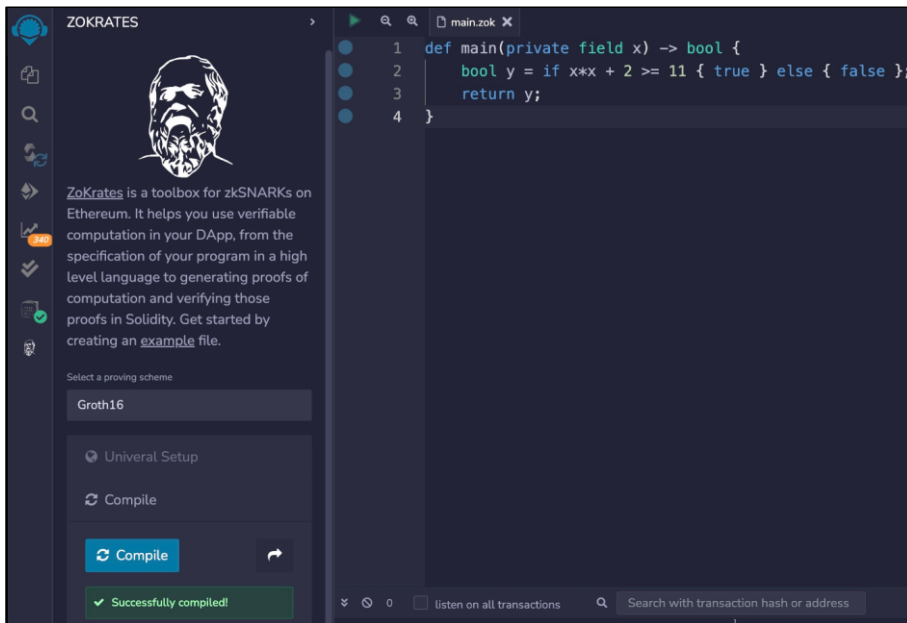 ZOKRATES
ZoKrates is a toolbox for zkSNARKs on
Ethereum. It helps you use verifiable
computation in your DApp, from the
specification of your program in a high
level language to generating proofs of
computation and verifying those
proofs in Solidity. Get started by
creating an example file.
Select a proving scheme
Groth16
Univeral Setup
Compile
Compile
Successfully compiled!
340
main.zok
1 def main(private field x) -> bool {
2 bool y = if x*x + 2 >= 11 { true } else { false };
3 return y;
4 }
0 listen on all transactions Search with transaction hash or address